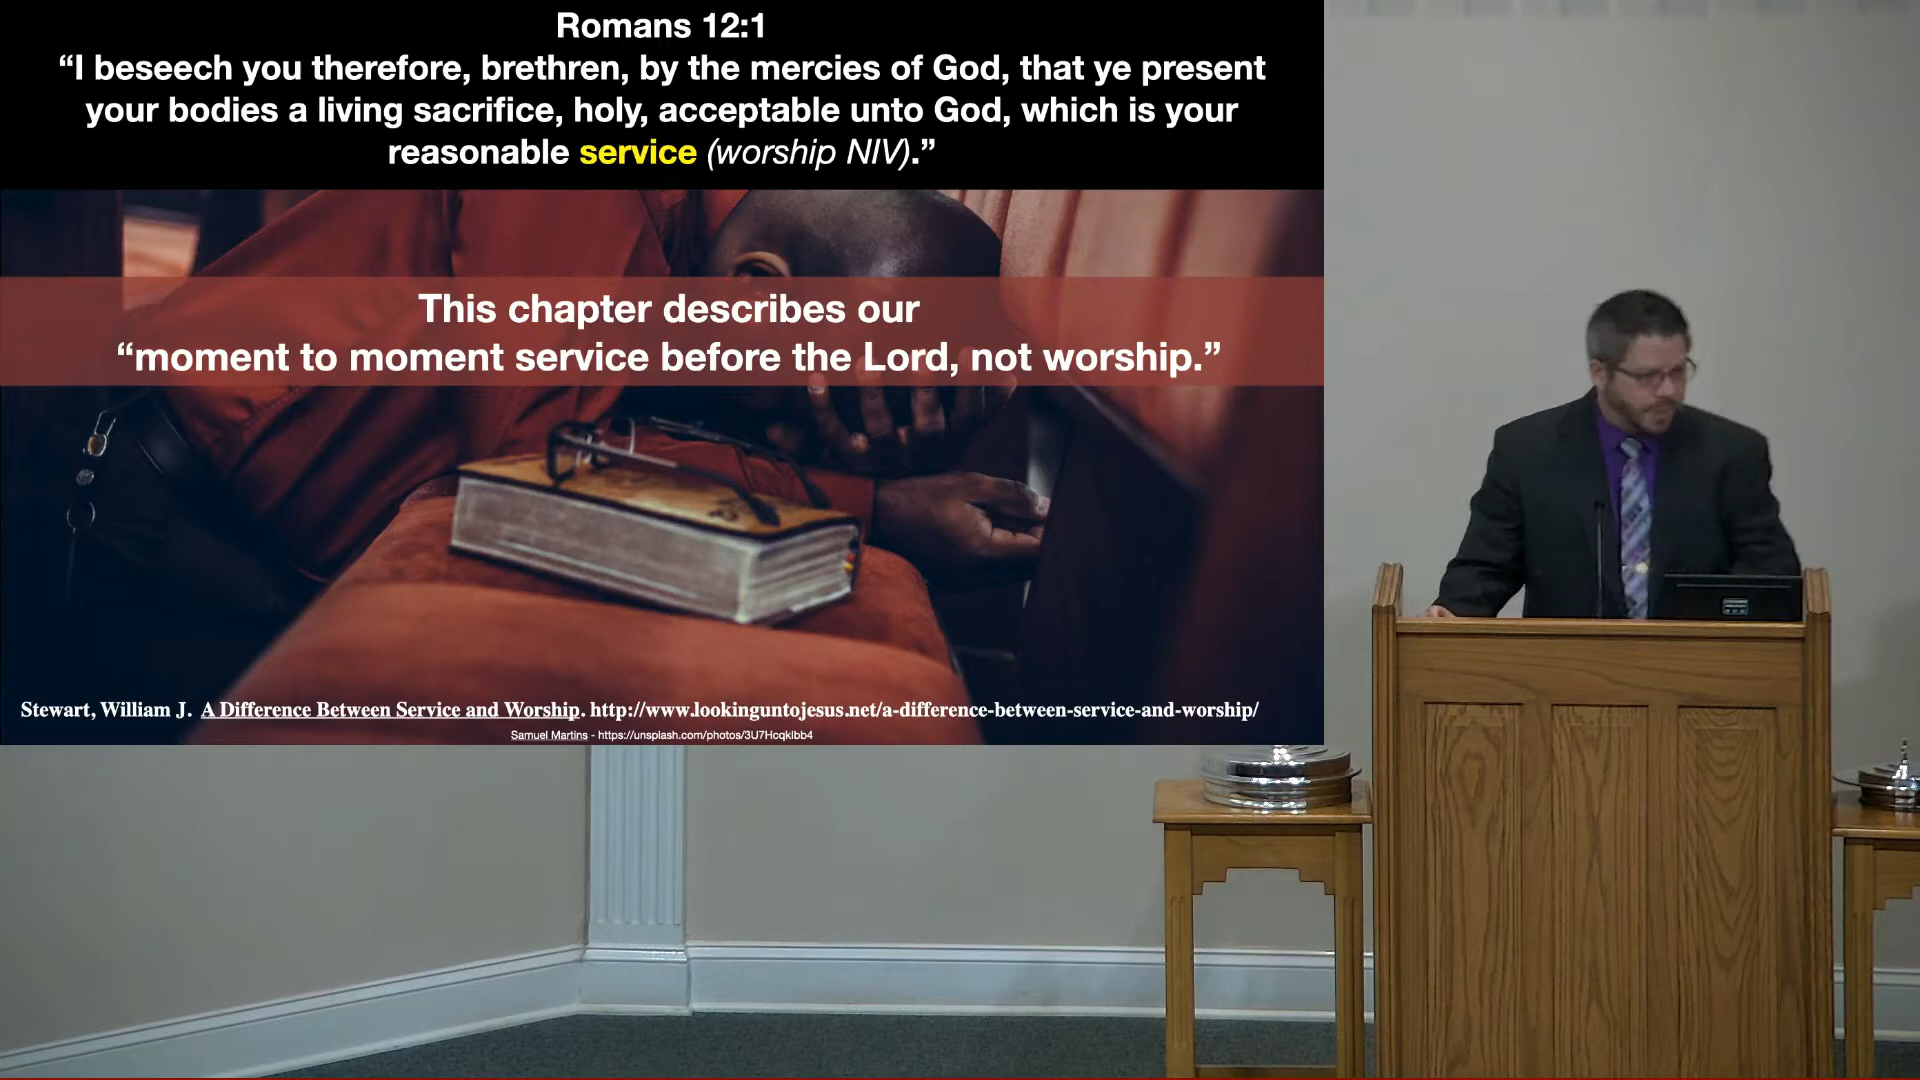 Romans 12:1
“I beseech you therefore, brethren, by the mercies of God, that ye present
your bodies a living sacrifice, holy, acceptable unto God, which is your
reasonable service (worship NIV).”
This chapter describes our
“moment to moment service before the Lord, not worship.”
Stewart, William J. A Difference Between Service and Worship. http://www.lookinguntojesus.net/a-difference-between-service-and-worship/
Samuel Martins - https://unsplash.com/photos/3U7Hcqklbb4